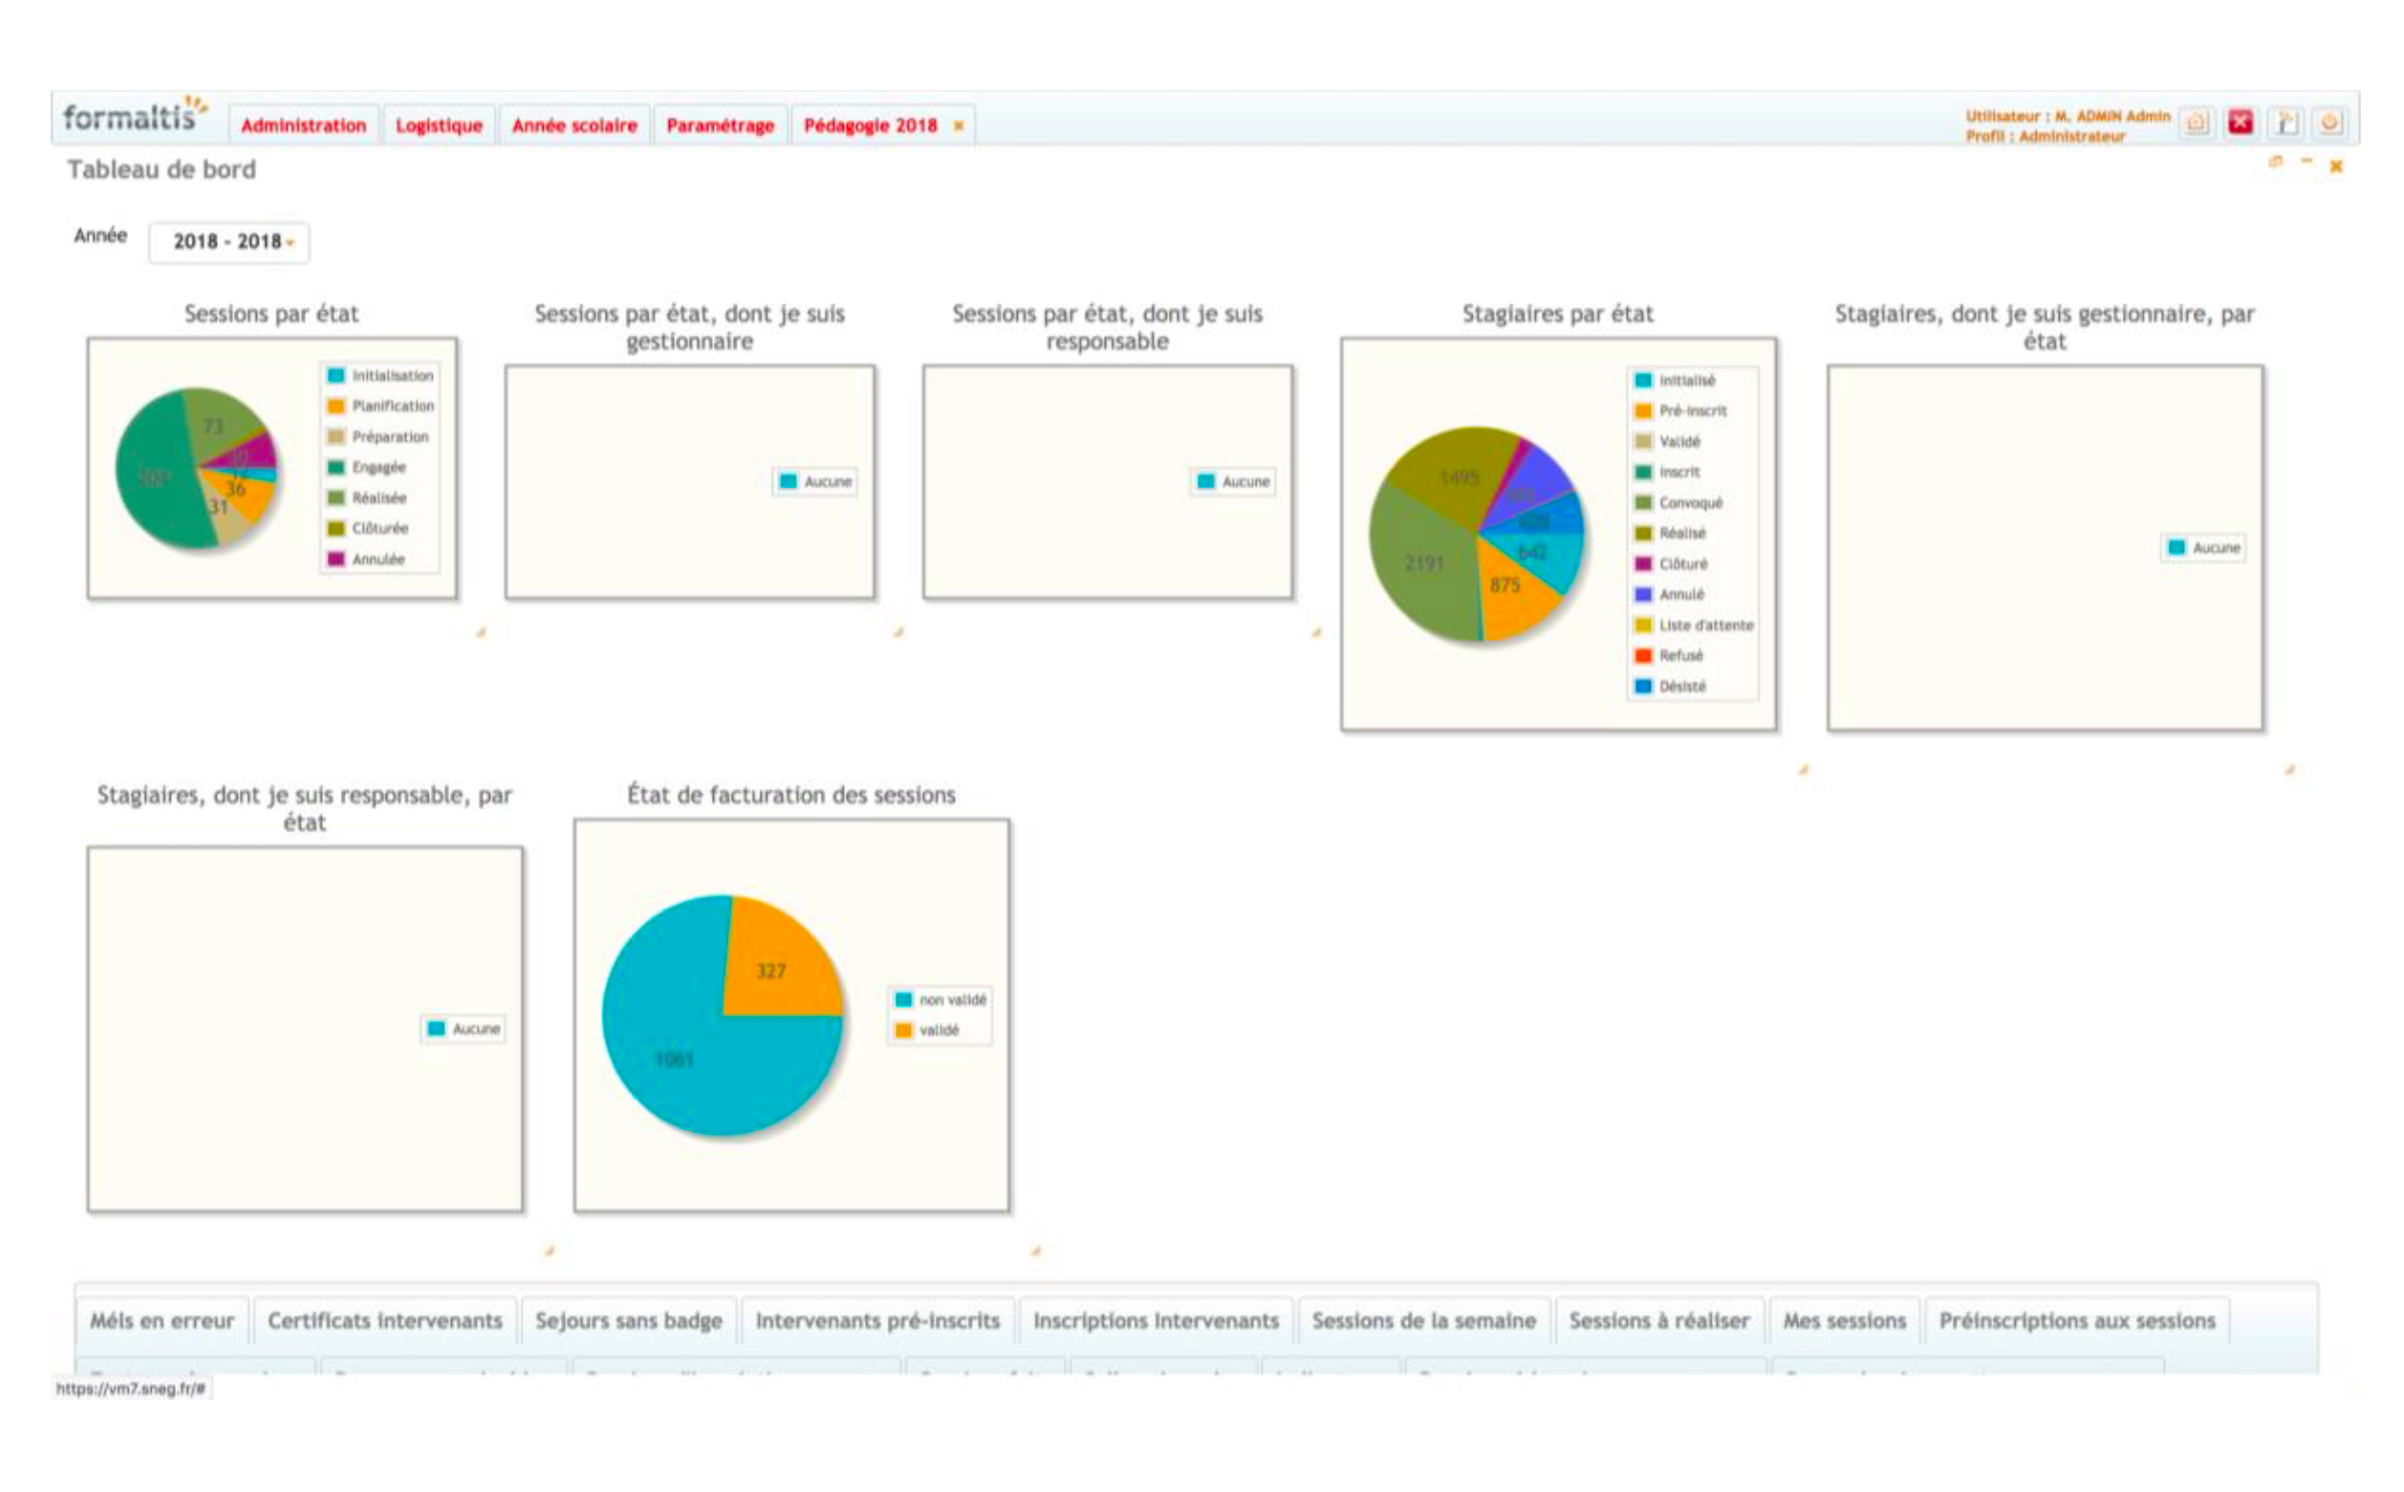 formaltis
Administration
Logistique
Année scolaire
Paramétrage
Pédagogie 2018
Utilisateur : M. ADMIN Admin
Profil : Administrateur
Tableau de bord
Année
2018 - 2018
Sessions par état
73
36
31
Initialisation
Planification
Préparation
Engagée
Réalisée
Clôturée
Annulée
Sessions par état, dont je suis
gestionnaire
Aucune
Sessions par état, dont je suis
responsable
Aucune
Stagiaires par état
1495
642
2191
875
Initialisé
Pré-inscrit
Validé
Inscrit
Convoqué
Réalisé
Clôturé
Annulé
Liste d'attente
Refusé
Désisté
Stagiaires, dont je suis gestionnaire, par
état
Aucune
Stagiaires, dont je suis responsable, par
état
Aucune
État de facturation des sessions
327
1061
non validé
validé
Méls en erreur
Certificats intervenants
Sejours sans badge
Intervenants pré-inscrits
Inscriptions Intervenants
Sessions de la semaine
Sessions à réaliser
Mes sessions
Préinscriptions aux sessions
https://vm7.sneg.fr/#